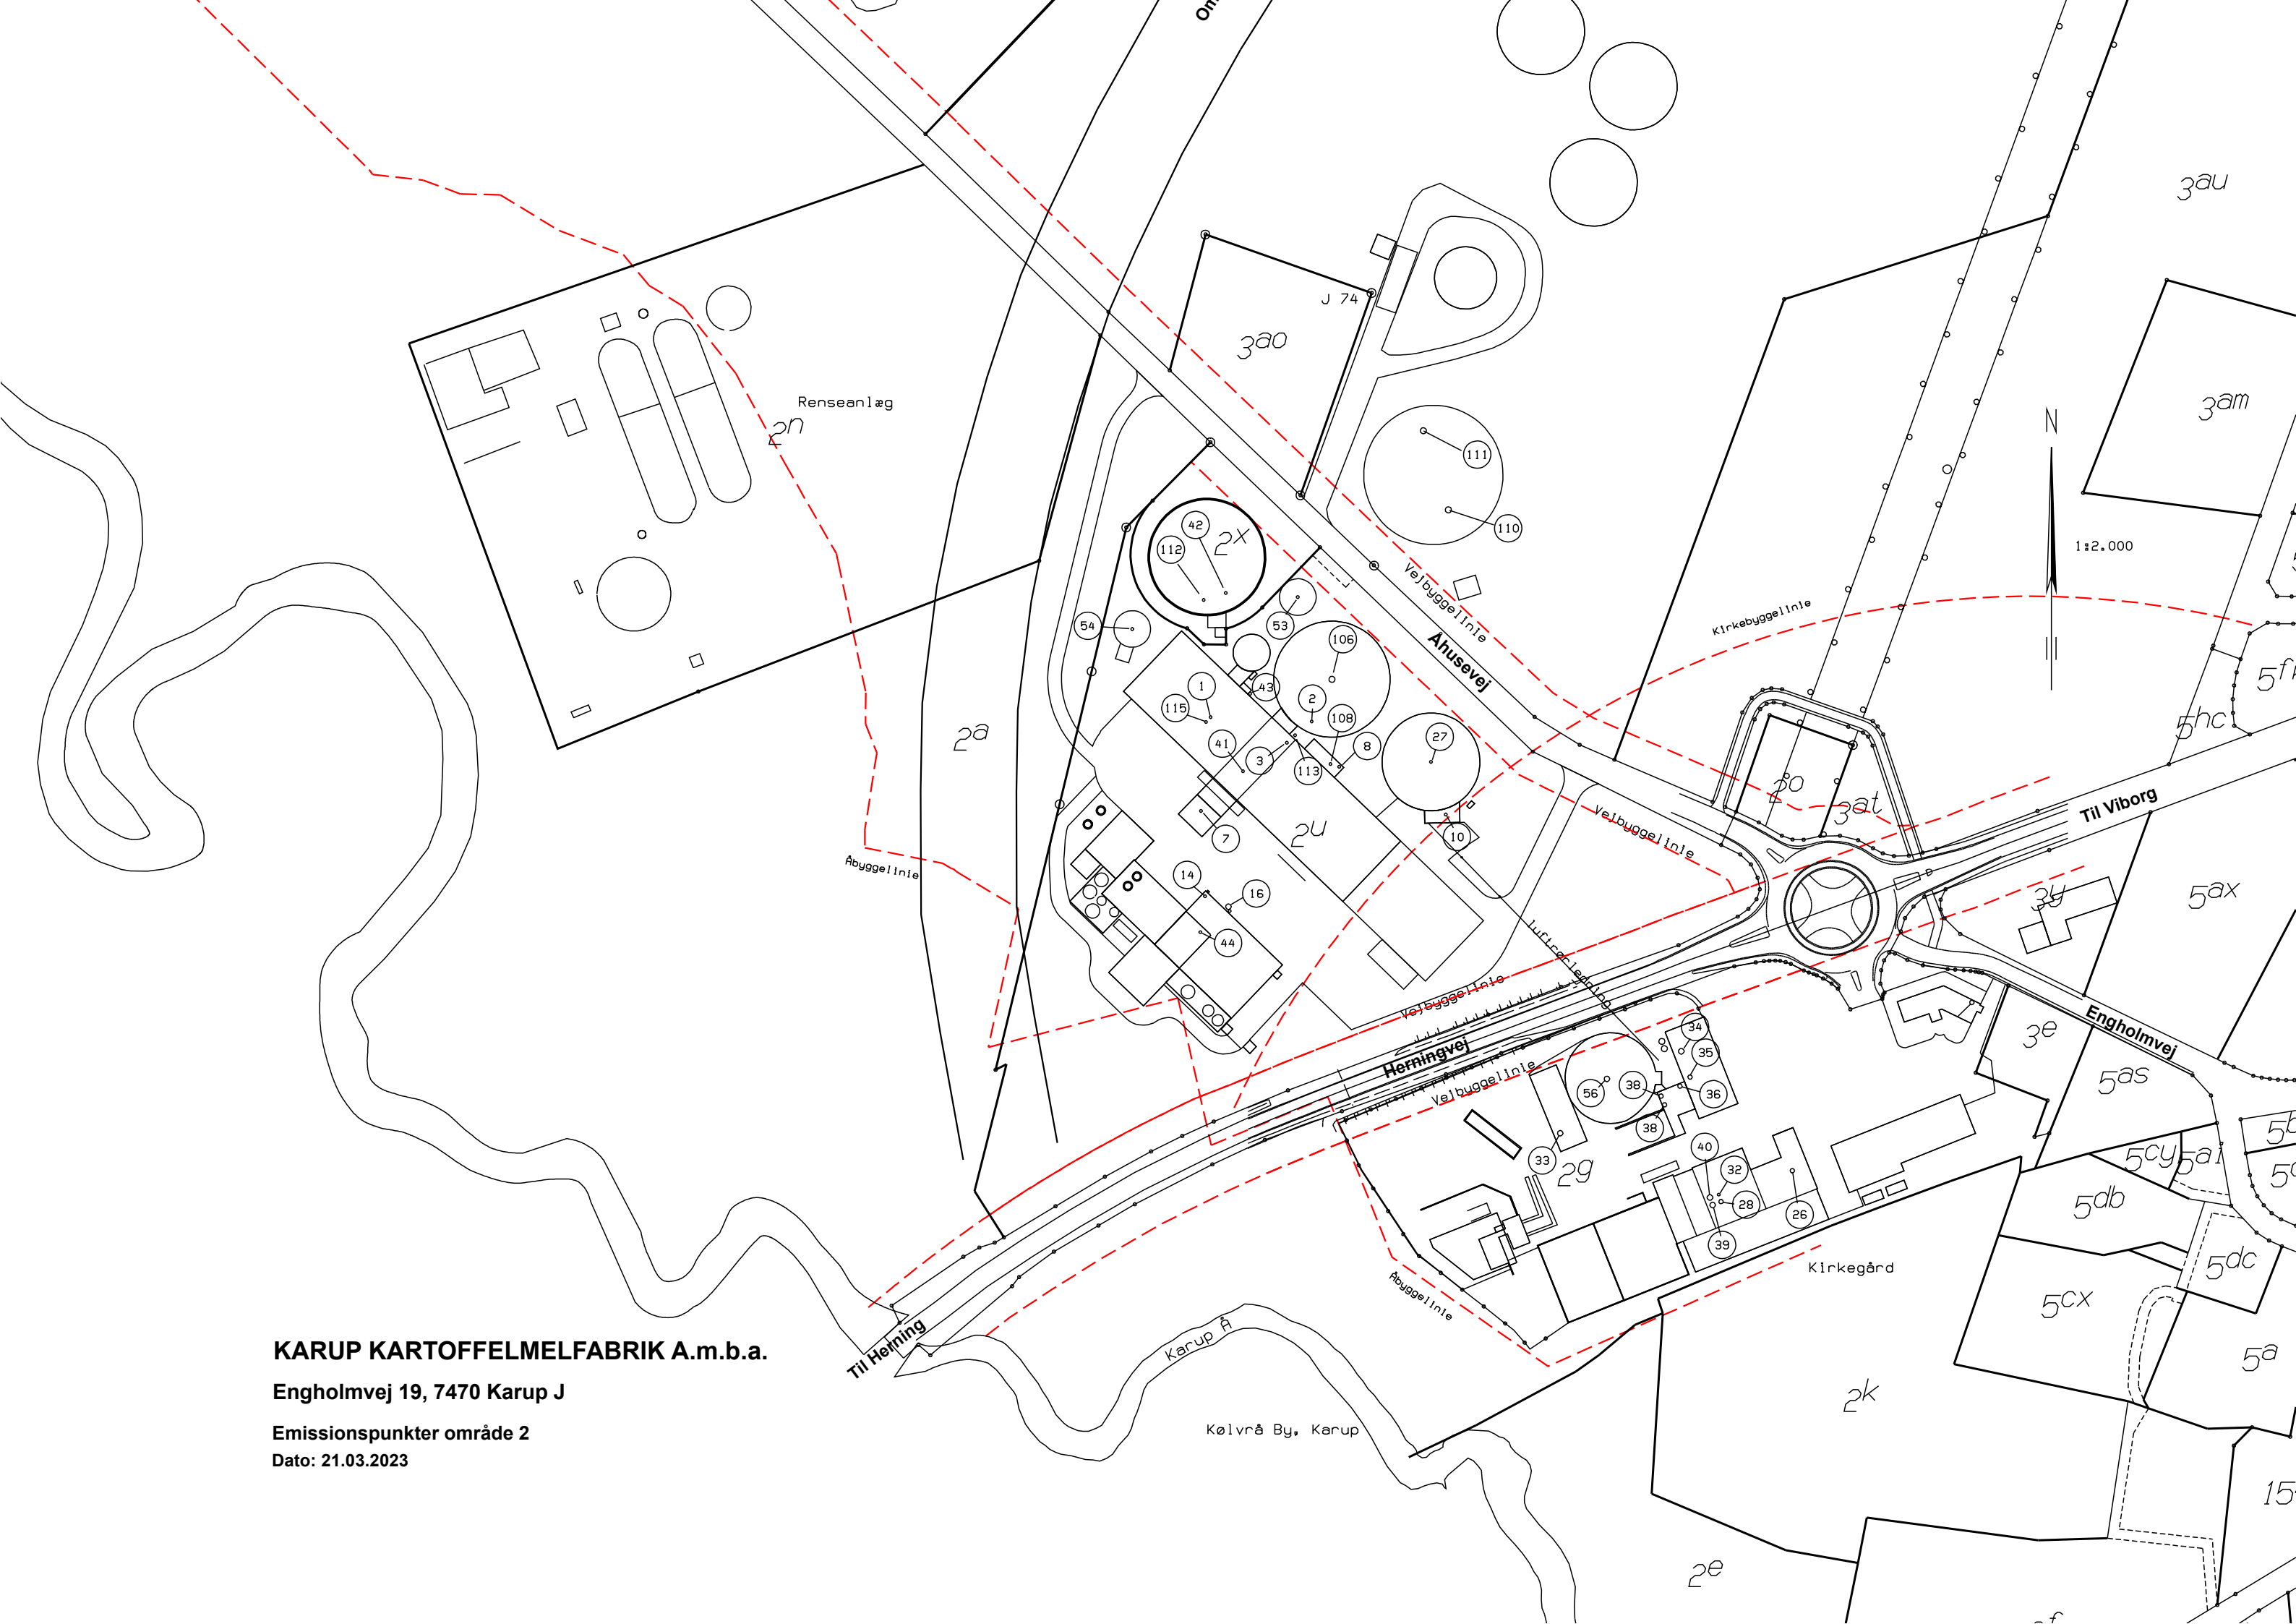 3au
J 74
3ao
3am
N
Renseanlæg
2n
111
110
1:2.000
42
2x
112
Vejbyggelinie
Kirkebyggelinie
54
53
106
Åhusevej
1
43
2
115
108
5hc
2a
41
3
113
8
27
2o
3at
Til Viborg
7
2u
10
Vejbyggelinie
Åbyggelinie
14
16
3y
5ax
44
luftrørledning
Vejbyggelinie
34
Engholmvej
3e
Herningvej
35
Vejbyggelinie
56
38
36
5as
38
40
33
2g
32
28
26
39
5cy
5ai
5db
Kirkegård
5dc
Åbyggelinie
5cx
KARUP KARTOFFELMELFABRIK A.m.b.a.
Til Herning
Karup Å
5a
Engholmvej 19, 7470 Karup J
2k
Emissionspunkter område 2
Kølvrå By, Karup
Dato: 21.03.2023
15
2e